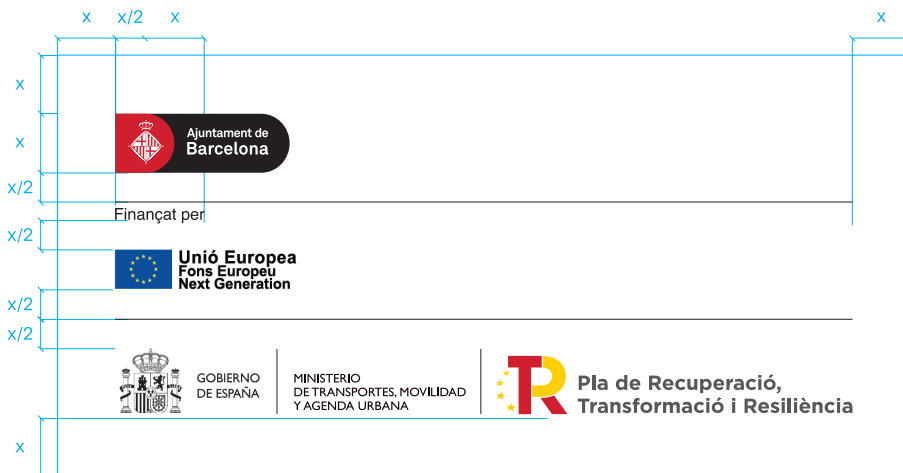 x x/2 x x
x
x
x/2
Ajuntament de
Barcelona
Finançat per
x/2
Unió Europea
Fons Europeu
Next Generation
x/2
x/2
GOBIERNO
DE ESPAÑA
MINISTERIO
DE TRANSPORTES, MOVILIDAD
Y AGENDA URBANA
Pla de Recuperació,
Transformació i Resiliència
x